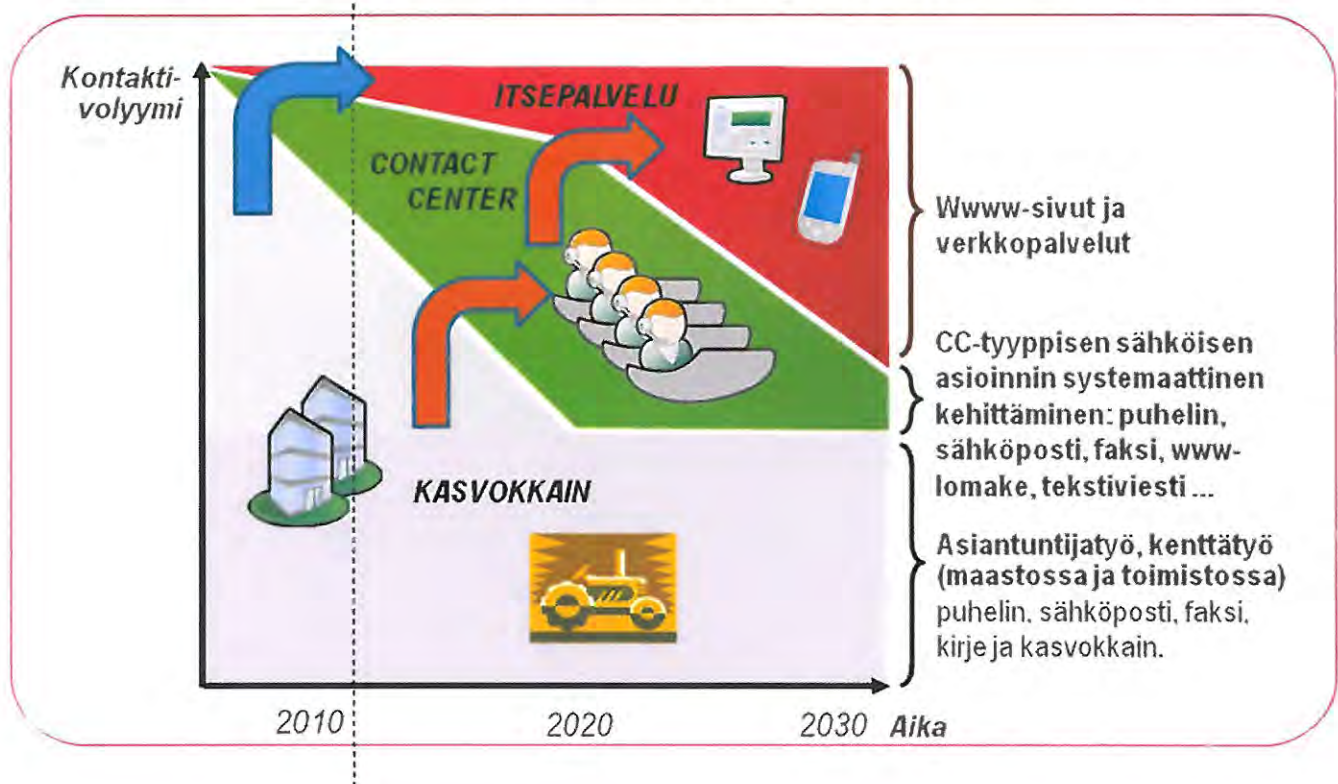 Kontakti-
volyymi
ITSEPALVELU
CONTACT
CENTER
KASVOKKAIN
Wwww-sivut ja
verkkopalvelut
CC-tyyppisen sähköisen
asioinnin systemaattinen
kehittäminen: puhelin,
sähköposti, faksi, www-
lomake, tekstiviesti ...
Asiantuntijatyö, kenttätyö
(maastossa ja toimistossa)
puhelin, sähköposti, faksi,
kirje ja kasvokkain.
2010 2020 2030 Aika